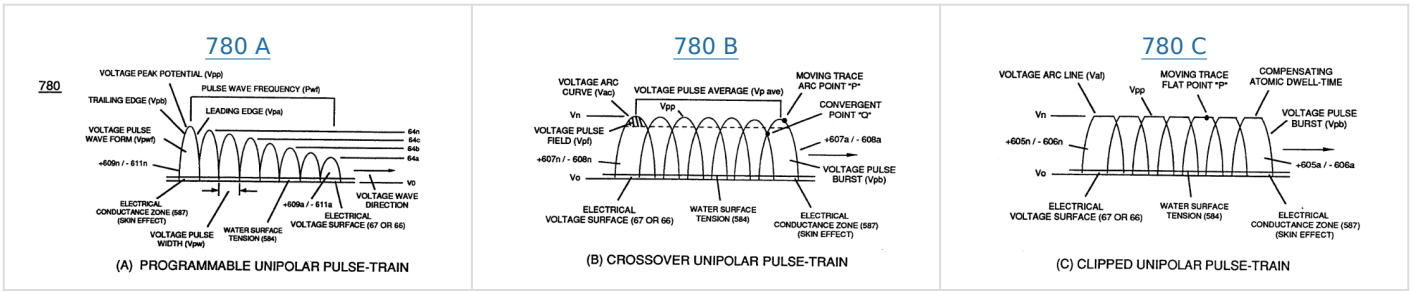 780 A
780
VOLTAGE PEAK POTENTIAL (Vpp)
PULSE WAVE FREQUENCY (Pwf)
TRAILING EDGE (Vpb)
LEADING EDGE (Vpa)
VOLTAGE PULSE
WAVE FORM (Vpwf)
64n
64c
64b
64a
+609n / - 611n
V0
+609a / - 611a
VOLTAGE WAVE
DIRECTION
ELECTRICAL
CONDUCTANCE ZONE (587)
(SKIN EFFECT)
VOLTAGE PULSE
WIDTH (Vpw)
WATER SURFACE
TENSION (584)
ELECTRICAL
VOLTAGE SURFACE (67 OR 66)
(A) PROGRAMMABLE UNIPOLAR PULSE-TRAIN
780 B
VOLTAGE ARC
CURVE (Vac)
VOLTAGE PULSE AVERAGE (Vp ave)
MOVING TRACE
ARC POINT "P"
Vpp
CONVERGENT
POINT "Q"
Vn
VOLTAGE PULSE
FIELD (Vpf)
+607a / - 608a
+607n / - 608n
VOLTAGE PULSE
BURST (Vpb)
Vo
ELECTRICAL
VOLTAGE SURFACE (67 OR 66)
WATER SURFACE
TENSION (584)
ELECTRICAL
CONDUCTANCE ZONE (587)
(SKIN EFFECT)
(B) CROSSOVER UNIPOLAR PULSE-TRAIN
780 C
VOLTAGE ARC LINE (Val)
Vpp
MOVING TRACE
FLAT POINT "P"
COMPENSATING
ATOMIC DWELL-TIME
Vn
VOLTAGE PULSE
BURST (Vpb)
+605n / - 606n
+605a / - 606a
Vo
ELECTRICAL
VOLTAGE SURFACE (67 OR 66)
WATER SURFACE
TENSION (584)
ELECTRICAL
CONDUCTANCE ZONE (587)
(SKIN EFFECT)
(C) CLIPPED UNIPOLAR PULSE-TRAIN